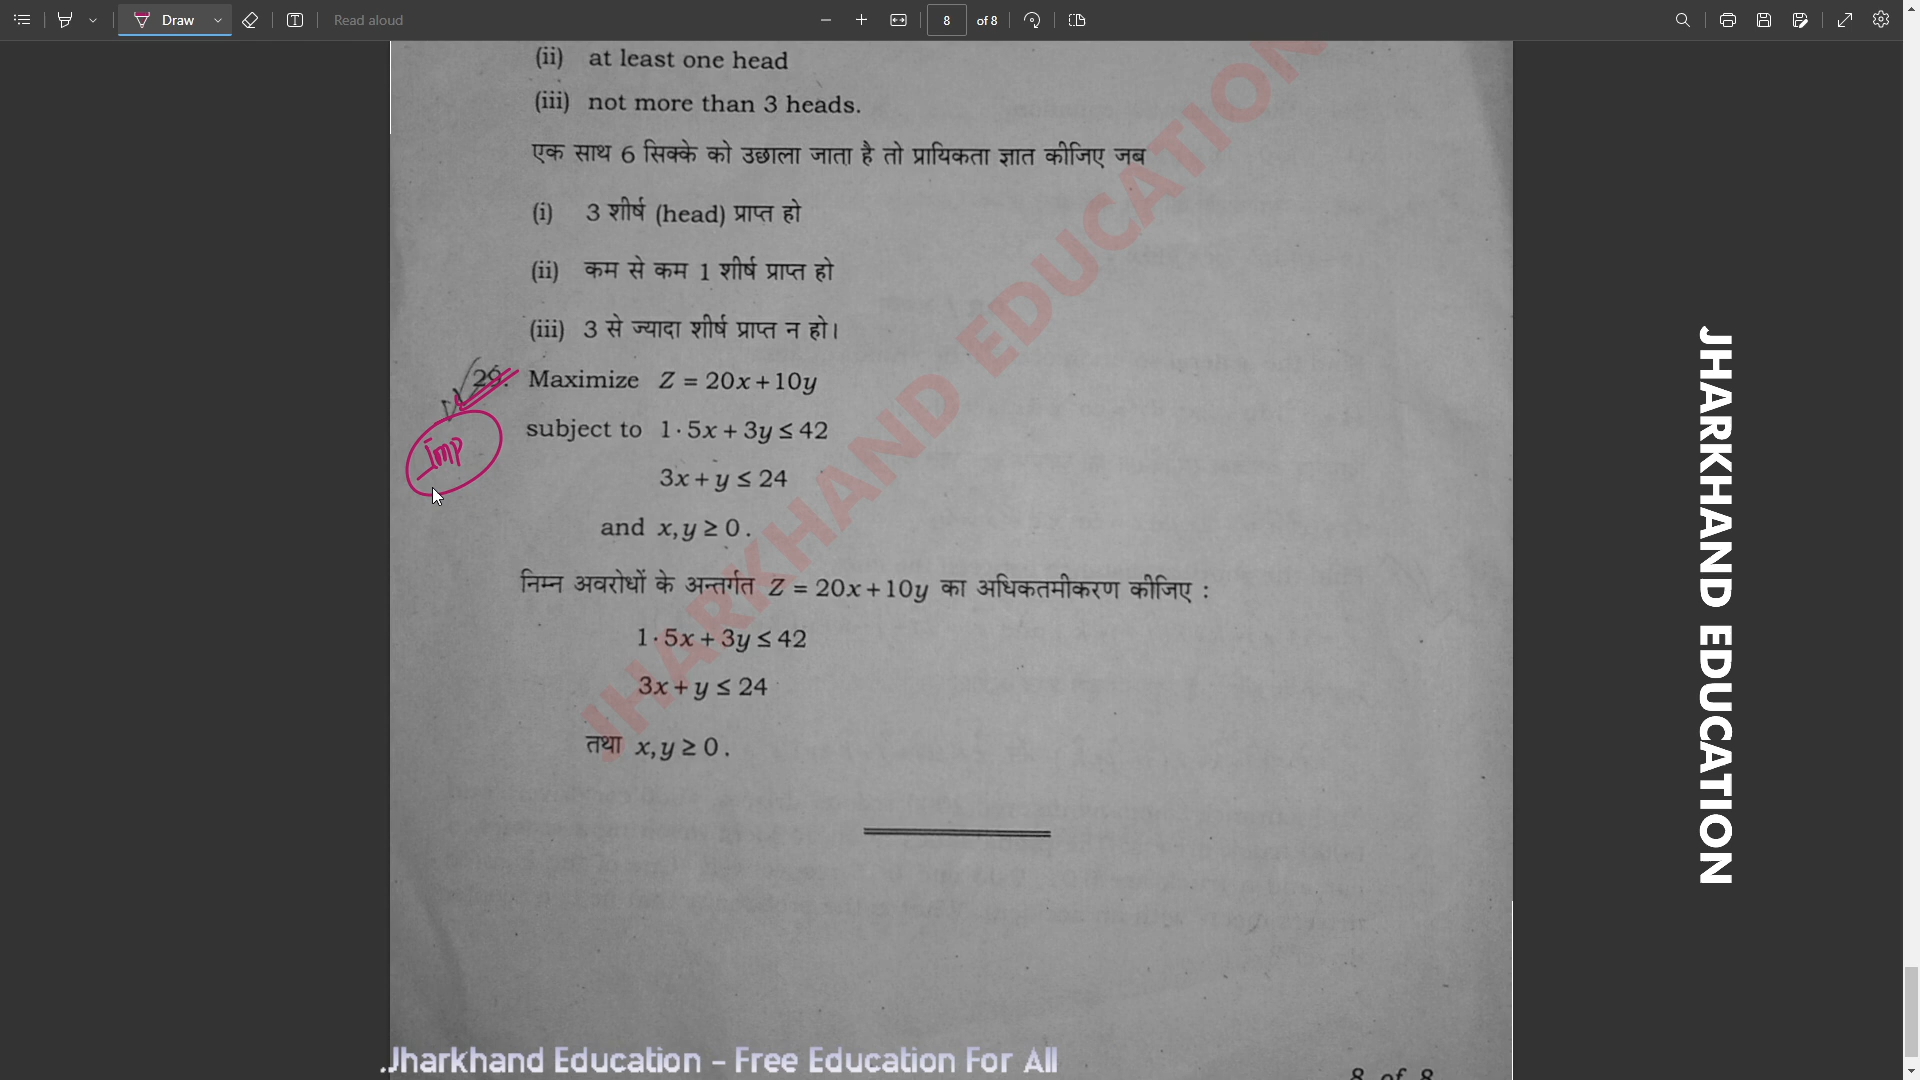 Draw
Read aloud
8 of 8
(ii) at least one head
(iii) not more than 3 heads.
एक साथ 6 सिक्के को उछाला जाता है तो प्रायिकता ज्ञात कीजिए जब
(i) 3 शीर्ष (head) प्राप्त हो
(ii) कम से कम 1 शीर्ष प्राप्त हो
(iii) 3 से ज्यादा शीर्ष प्राप्त न हो।
26. Maximize Z = 20x + 10y
imp
subject to 1·5x + 3y ≤ 42
3x + y ≤ 24
and x, y ≥ 0.
निम्न अवरोधों के अन्तर्गत Z = 20x + 10y का अधिकतमीकरण कीजिए :
1·5x + 3y ≤ 42
3x + y ≤ 24
तथा x, y ≥ 0.
JHARKHAND EDUCATION
JHARKHAND EDUCATION
Jharkhand Education - Free Education For All
8 of 8